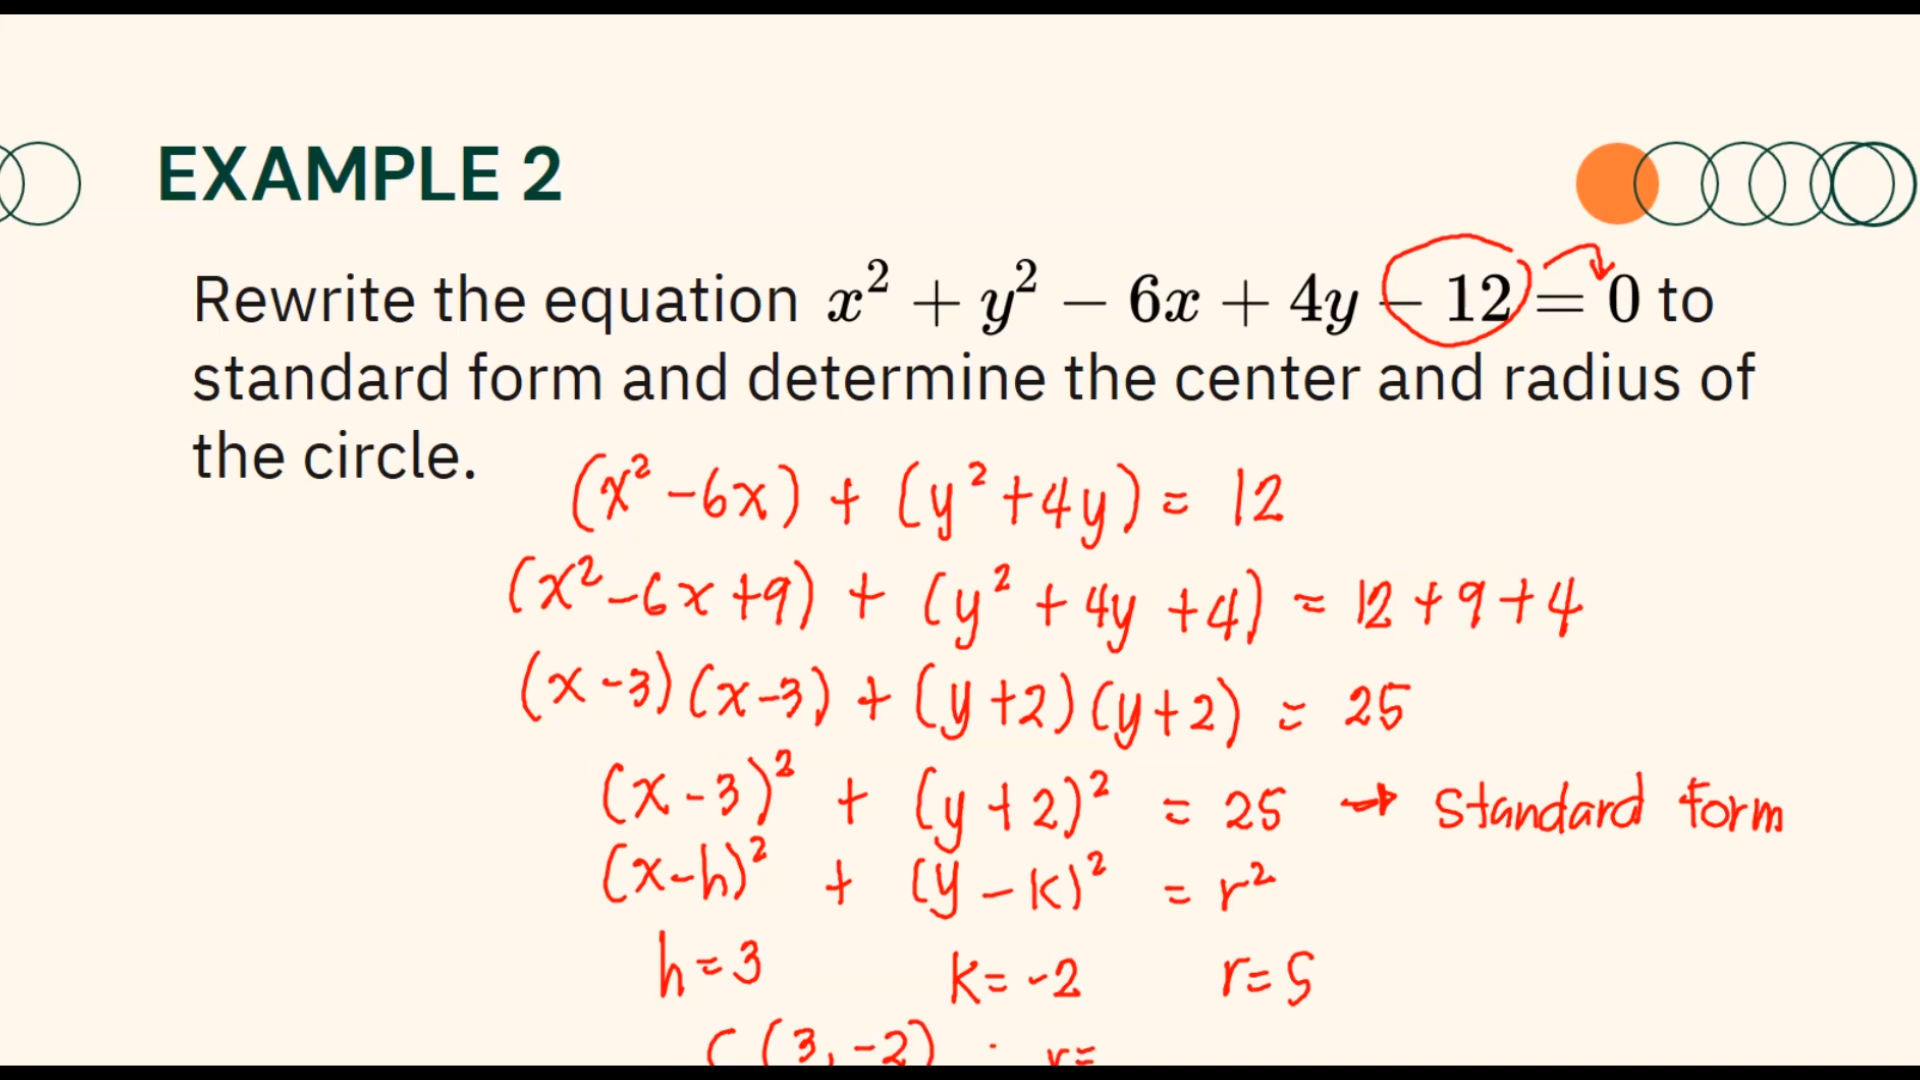 EXAMPLE 2
Rewrite the equation x² + y² − 6x + 4y − 12 = 0 to
standard form and determine the center and radius of
the circle.
(x² -6x) + (y² +4y) = 12
(x² -6x +9) + (y² + 4y +4) = 12 + 9 + 4
(x -3) (x -3) + (y +2) (y +2) = 25
(x -3)² + (y +2)² = 25 → Standard form
(x-h)² + (y - k)² = r²
h=3 k= -2 r= 5
C (3, -2) ; r=